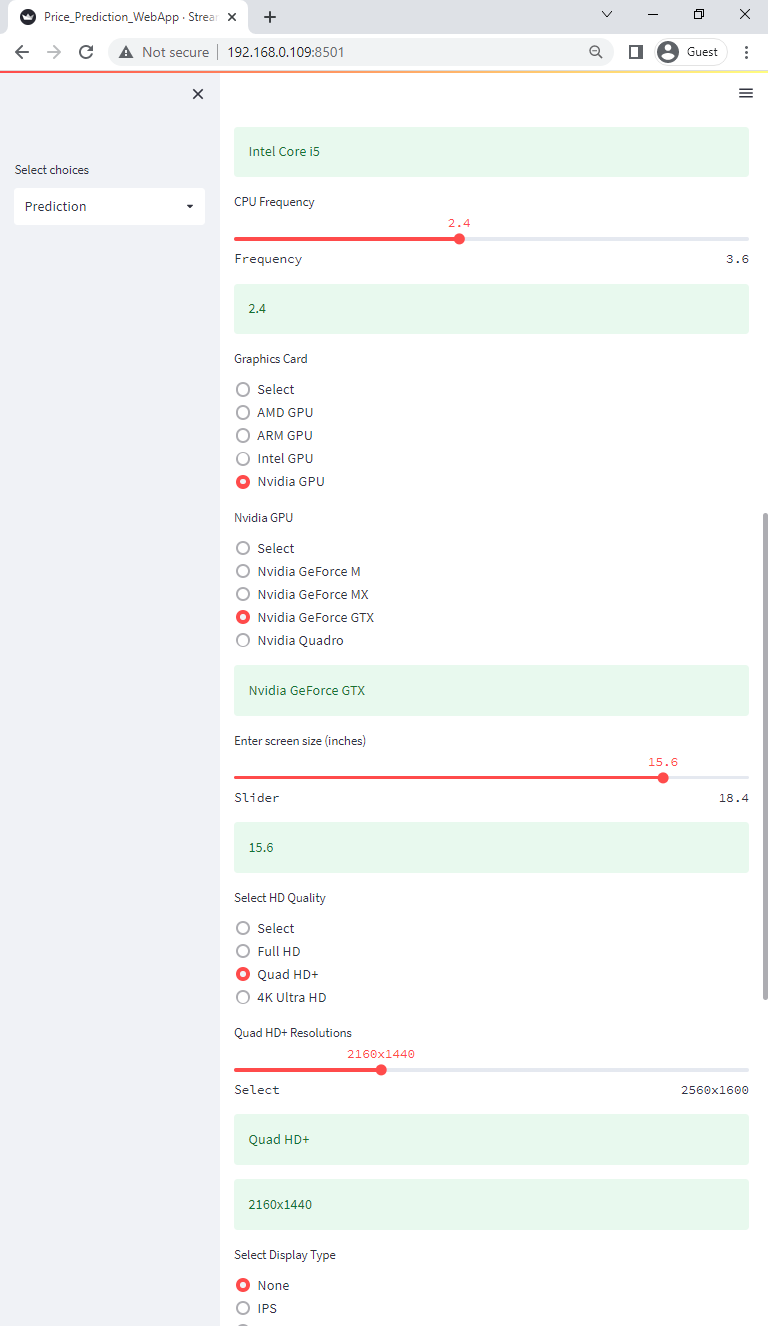 Price_Prediction_WebApp · Strea
Not secure
192.168.0.109:8501
Guest
Select choices
Prediction
Intel Core i5
CPU Frequency
2.4
Frequency 3.6
2.4
Graphics Card
Select
AMD GPU
ARM GPU
Intel GPU
Nvidia GPU
Nvidia GPU
Select
Nvidia GeForce M
Nvidia GeForce MX
Nvidia GeForce GTX
Nvidia Quadro
Nvidia GeForce GTX
Enter screen size (inches)
15.6
Slider 18.4
15.6
Select HD Quality
Select
Full HD
Quad HD+
4K Ultra HD
Quad HD+ Resolutions
2160x1440
Select 2560x1600
Quad HD+
2160x1440
Select Display Type
None
IPS